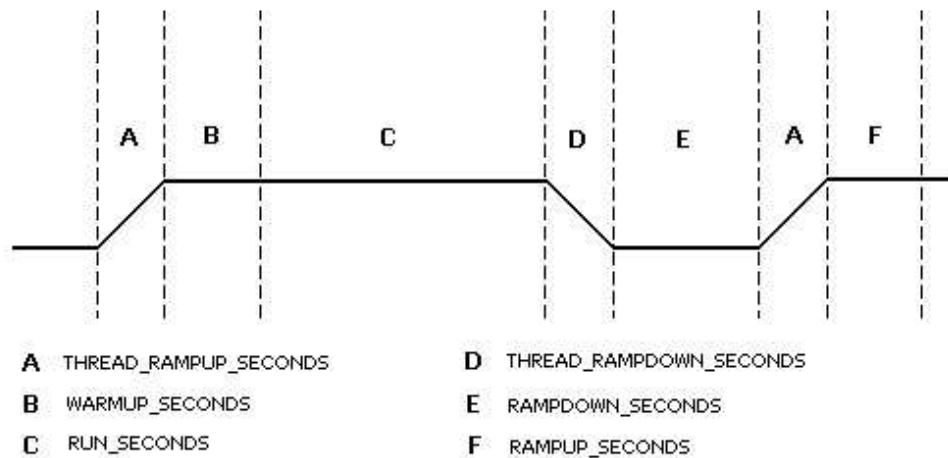 A B C D E A F
A THREAD_RAMPUP_SECONDS
B WARMUP_SECONDS
C RUN_SECONDS
D THREAD_RAMPDOWN_SECONDS
E RAMPDOWN_SECONDS
F RAMPUP_SECONDS